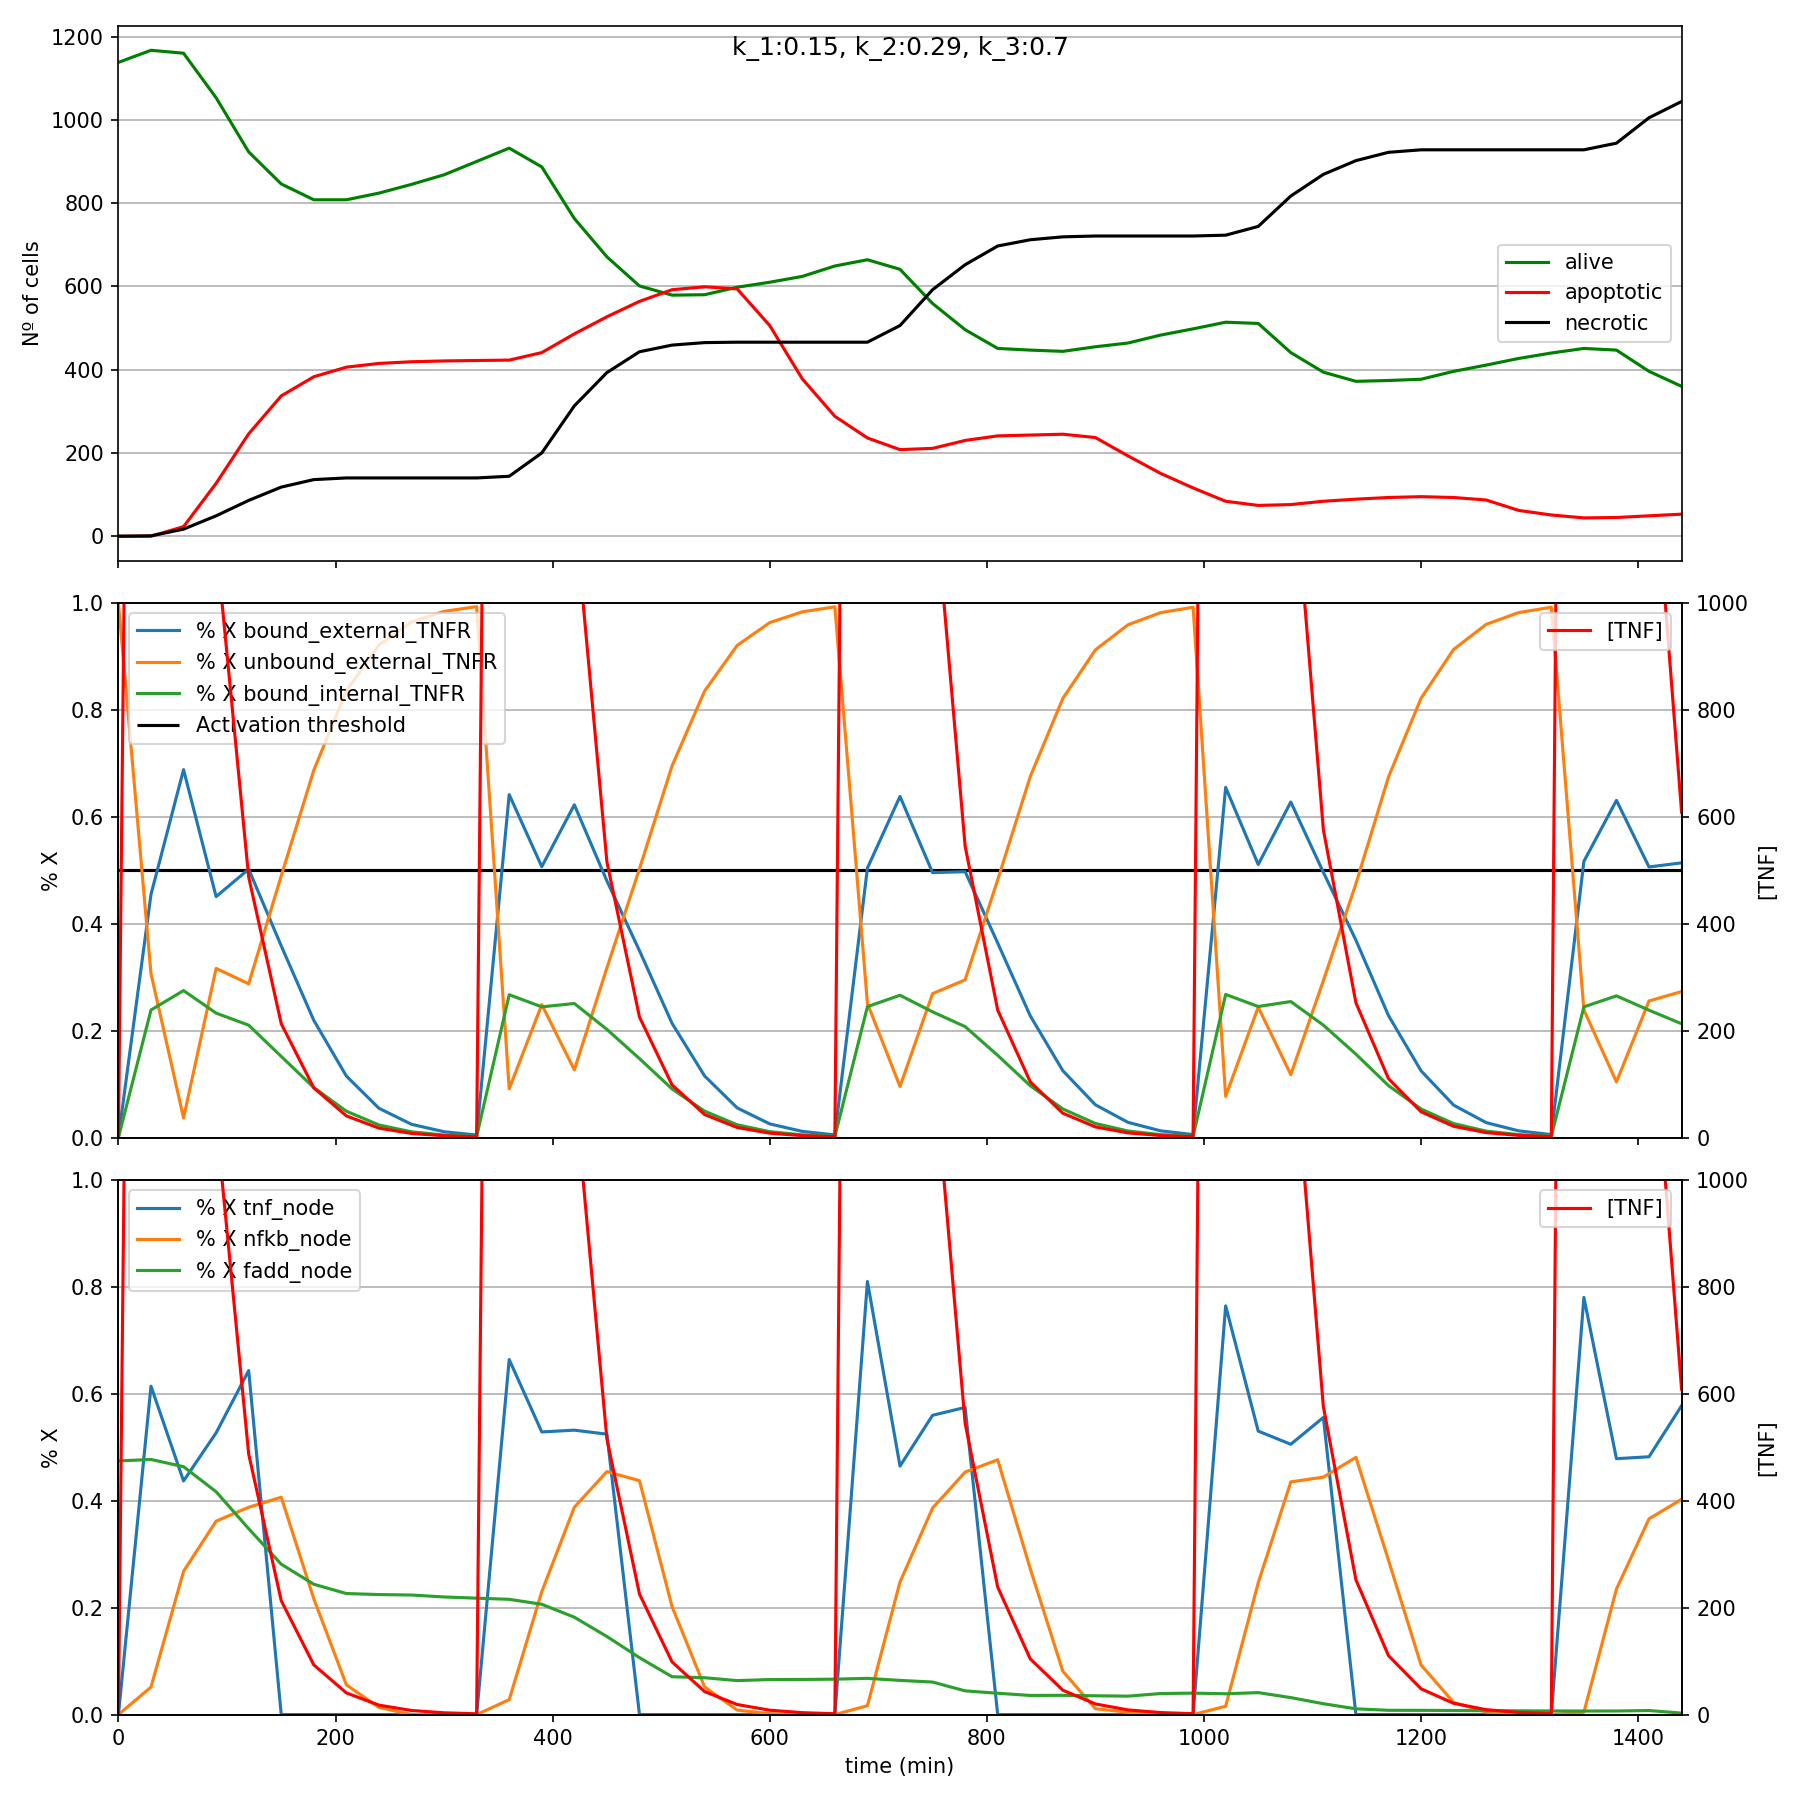 k_1:0.15, k_2:0.29, k_3:0.7
1200
1000
800
600
400
200
0
Nº of cells
alive
apoptotic
necrotic
1.0
0.8
0.6
0.4
0.2
0.0
% X
% X bound_external_TNFR
% X unbound_external_TNFR
% X bound_internal_TNFR
Activation threshold
[TNF]
1000
800
600
400
200
0
[TNF]
1.0
0.8
0.6
0.4
0.2
0.0
% X
% X tnf_node
% X nfkb_node
% X fadd_node
[TNF]
1000
800
600
400
200
0
[TNF]
0 200 400 600 800 1000 1200 1400
time (min)